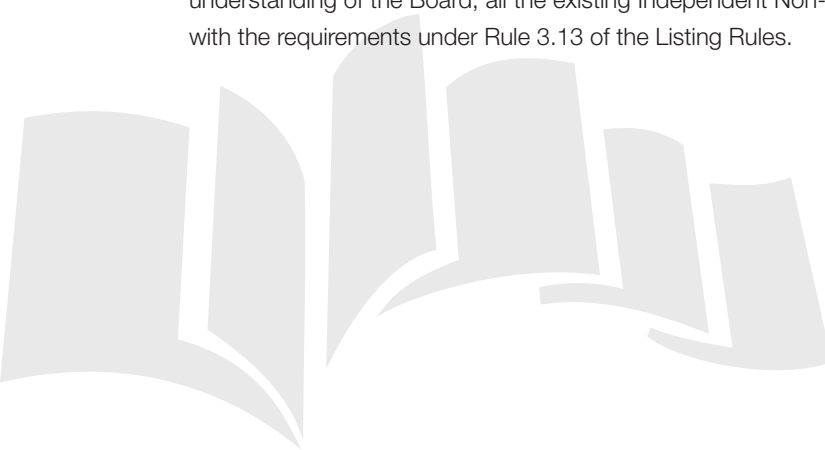 understanding of the Board, all the existing Independent Non-
with the requirements under Rule 3.13 of the Listing Rules.